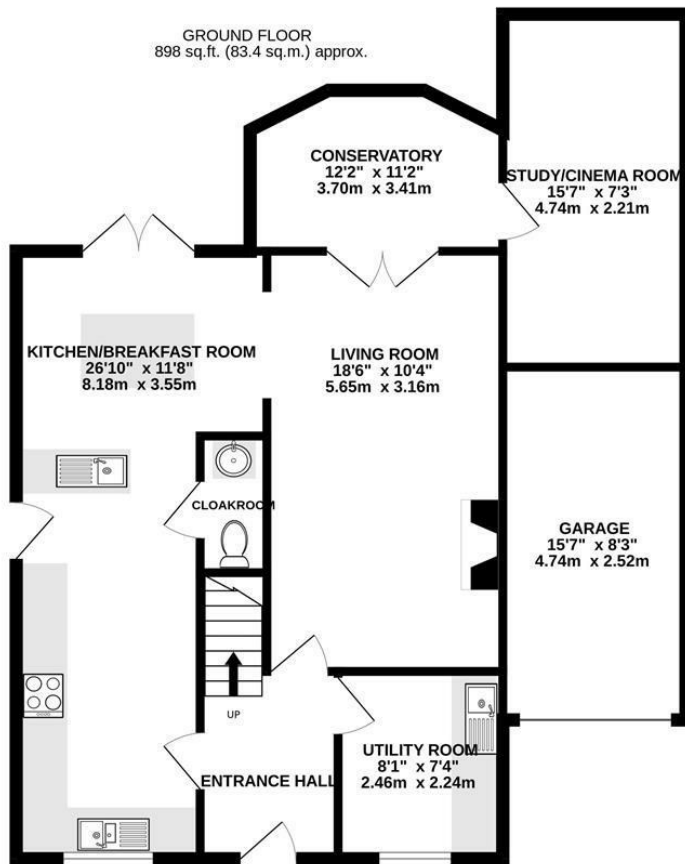 GROUND FLOOR
898 sq.ft. (83.4 sq.m.) approx.
CONSERVATORY
12'2" x 11'2"
3.70m x 3.41m
STUDY/CINEMA ROOM
15'7" x 7'3"
4.74m x 2.21m
KITCHEN/BREAKFAST ROOM
26'10" x 11'8"
8.18m x 3.55m
LIVING ROOM
18'6" x 10'4"
5.65m x 3.16m
CLOAKROOM
GARAGE
15'7" x 8'3"
4.74m x 2.52m
UP
UTILITY ROOM
8'1" x 7'4"
2.46m x 2.24m
ENTRANCE HALL